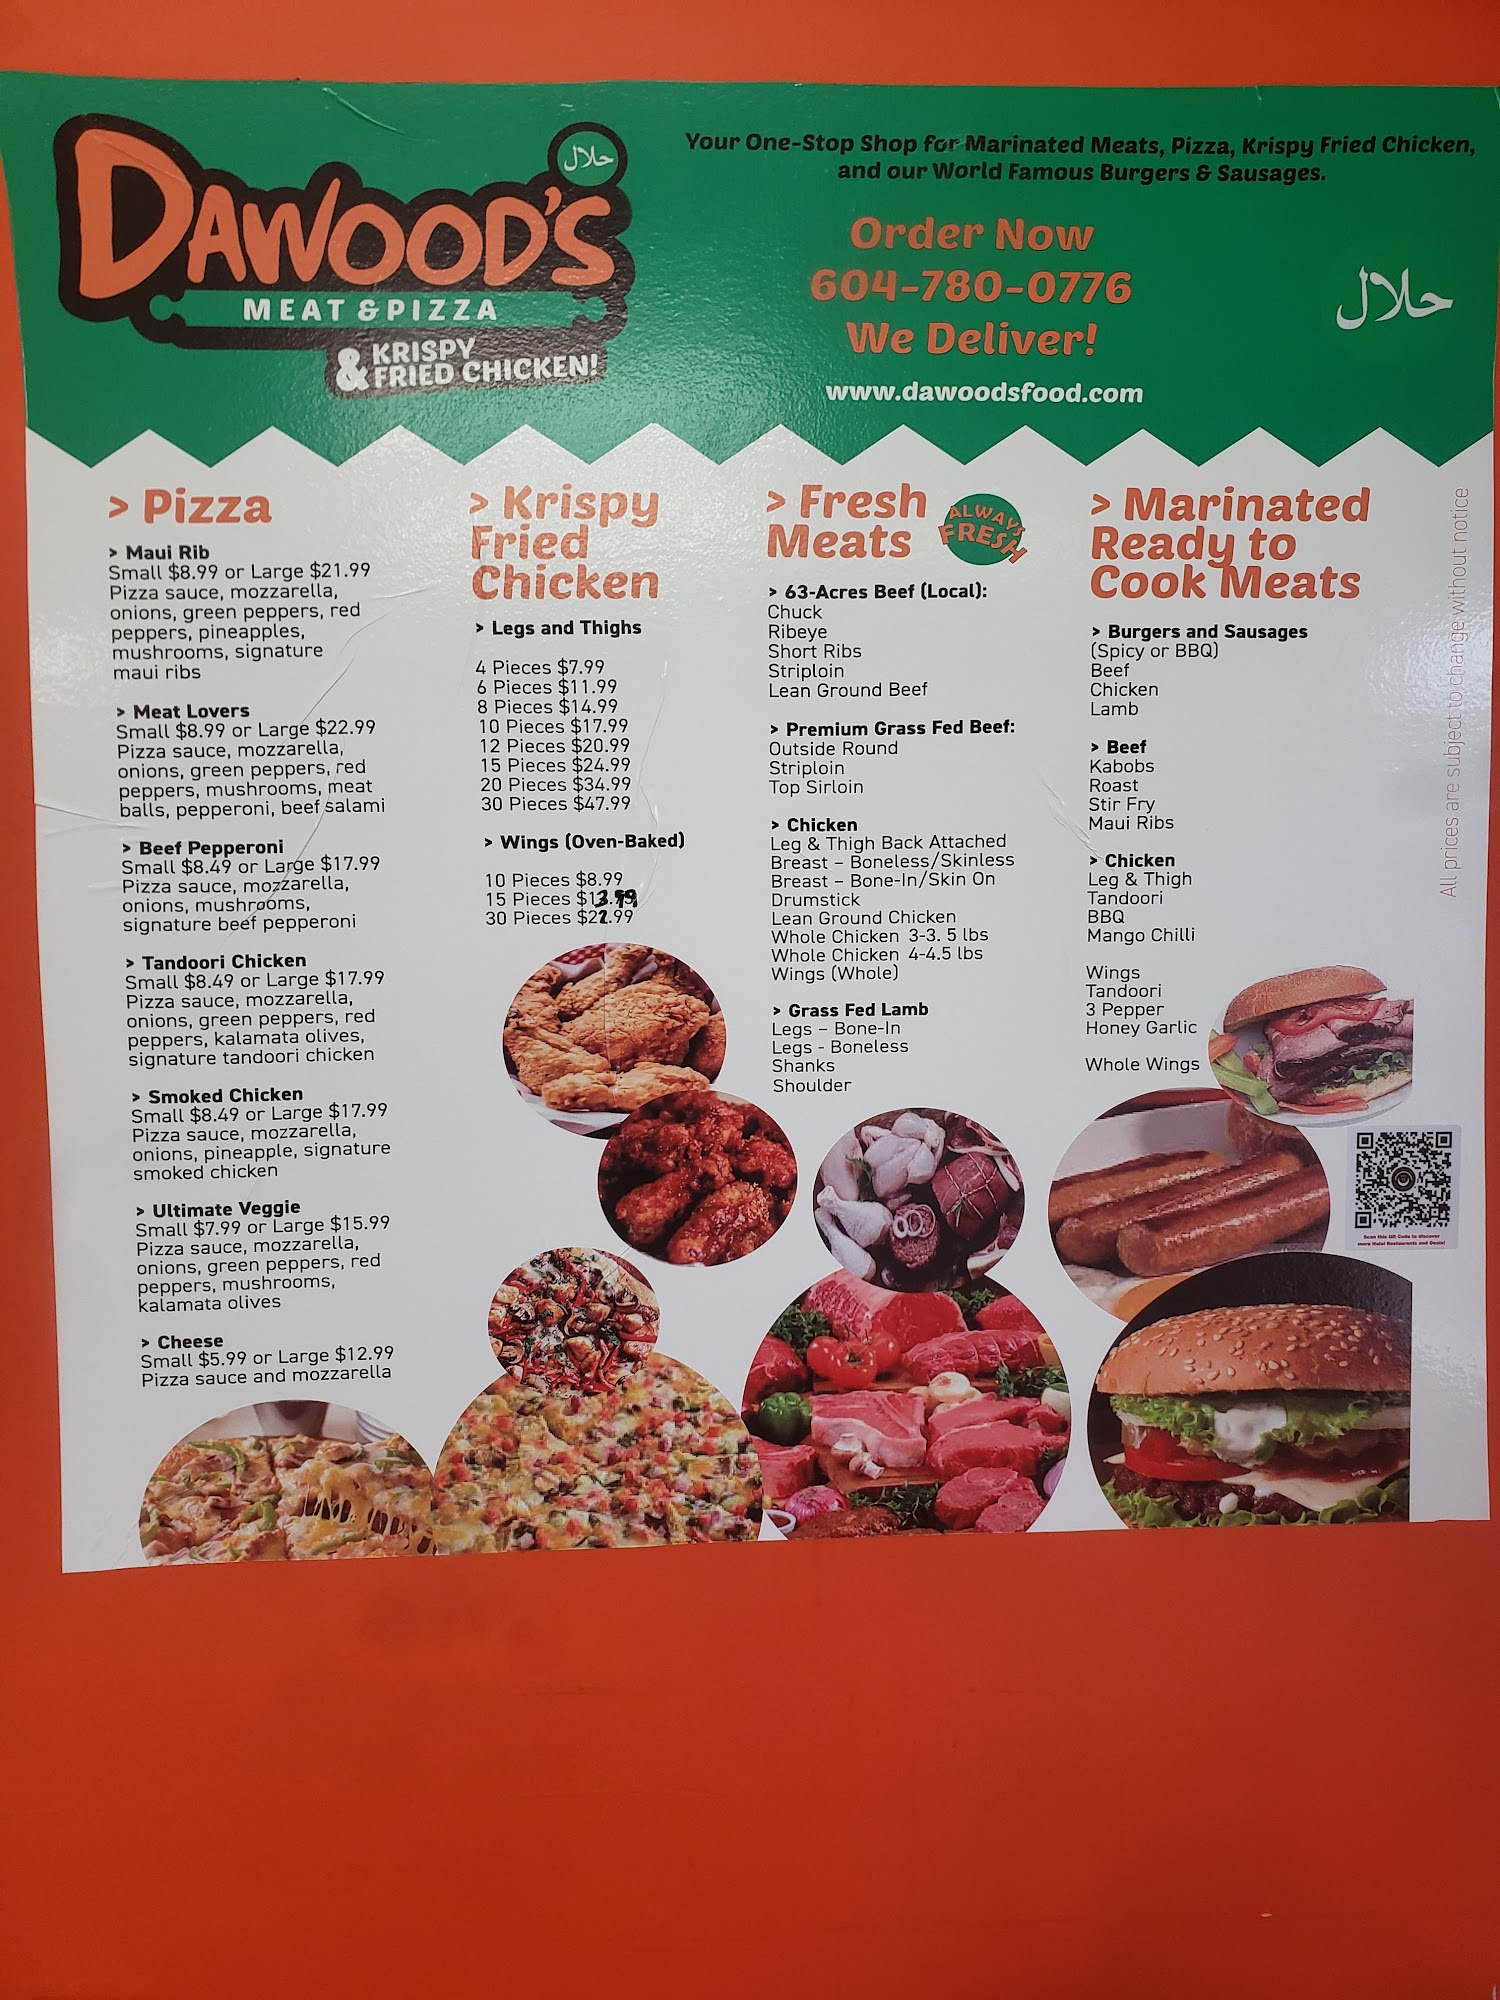 حلال
DAWOOD'S
MEAT & PIZZA
& KRISPY
FRIED CHICKEN!
Your One-Stop Shop for Marinated Meats, Pizza, Krispy Fried Chicken,
and our World Famous Burgers & Sausages.
Order Now
604-780-0776
We Deliver!
www.dawoodsfood.com
حلال
> Pizza
> Maui Rib
Small $8.99 or Large $21.99
Pizza sauce, mozzarella,
onions, green peppers, red
peppers, pineapples,
mushrooms, signature
maui ribs
> Meat Lovers
Small $8.99 or Large $22.99
Pizza sauce, mozzarella,
onions, green peppers, red
peppers, mushrooms, meat
balls, pepperoni, beef salami
> Beef Pepperoni
Small $8.49 or Large $17.99
Pizza sauce, mozzarella,
onions, mushrooms,
signature beef pepperoni
> Tandoori Chicken
Small $8.49 or Large $17.99
Pizza sauce, mozzarella,
onions, green peppers, red
peppers, kalamata olives,
signature tandoori chicken
> Smoked Chicken
Small $8.49 or Large $17.99
Pizza sauce, mozzarella,
onions, pineapple, signature
smoked chicken
> Ultimate Veggie
Small $7.99 or Large $15.99
Pizza sauce, mozzarella,
onions, green peppers, red
peppers, mushrooms,
kalamata olives
> Cheese
Small $5.99 or Large $12.99
Pizza sauce and mozzarella
> Krispy
Fried
Chicken
> Legs and Thighs
4 Pieces $7.99
6 Pieces $11.99
8 Pieces $14.99
10 Pieces $17.99
12 Pieces $20.99
15 Pieces $24.99
20 Pieces $34.99
30 Pieces $47.99
> Wings (Oven-Baked)
10 Pieces $8.99
15 Pieces
30 Pieces
> Fresh
Meats
ALWAYS
FRESH
> 63-Acres Beef (Local):
Chuck
Ribeye
Short Ribs
Striploin
Lean Ground Beef
> Premium Grass Fed Beef:
Outside Round
Striploin
Top Sirloin
> Chicken
Leg & Thigh Back Attached
Breast – Boneless/Skinless
Breast – Bone-In/Skin On
Drumstick
Lean Ground Chicken
Whole Chicken 3-3. 5 lbs
Whole Chicken 4-4.5 lbs
Wings (Whole)
> Grass Fed Lamb
Legs – Bone-In
Legs - Boneless
Shanks
Shoulder
> Marinated
Ready to
Cook Meats
> Burgers and Sausages
(Spicy or BBQ)
Beef
Chicken
Lamb
> Beef
Kabobs
Roast
Stir Fry
Maui Ribs
> Chicken
Leg & Thigh
Tandoori
BBQ
Mango Chilli
Wings
Tandoori
3 Pepper
Honey Garlic
Whole Wings
Scan this QR Code to discover
more Halal Restaurants and Deals!
All prices are subject to change without notice